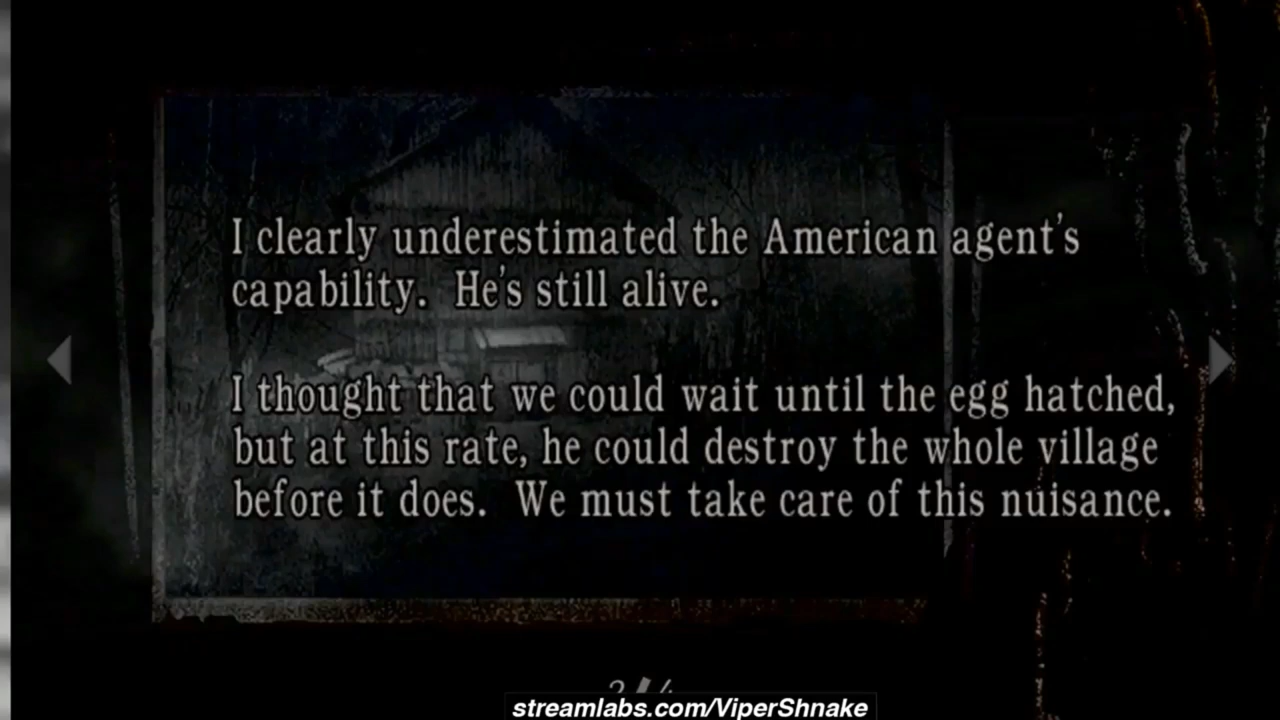 I clearly underestimated the American agent's
capability. He's still alive.
I thought that we could wait until the egg hatched,
but at this rate, he could destroy the whole village
before it does. We must take care of this nuisance.
streamlabs.com/ViperShnake